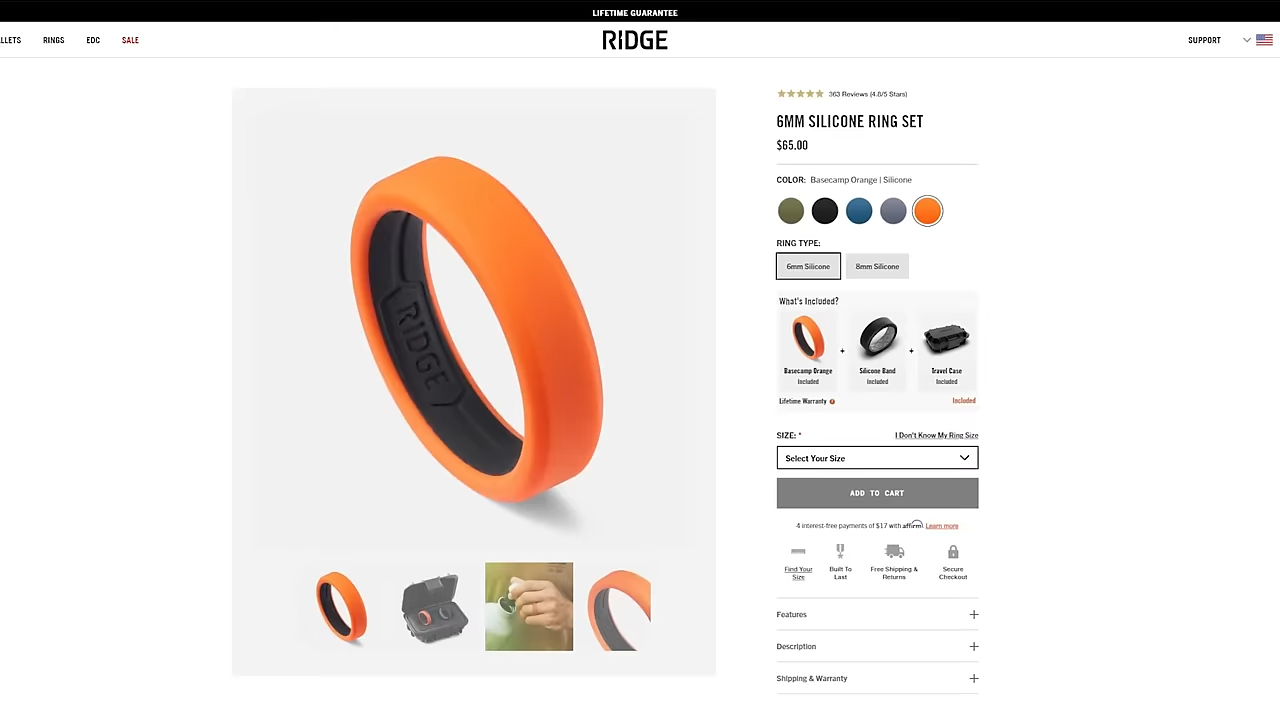 LIFETIME GUARANTEE
LLETS
RINGS
EDC
SALE
RIDGE
SUPPORT
363 Reviews (4.8/5 Stars)
6MM SILICONE RING SET
$65.00
COLOR: Basecamp Orange | Silicone
RING TYPE:
6mm Silicone
8mm Silicone
What's Included?
Basecamp Orange
Included
+
Silicone Band
Included
+
Travel Case
Included
Lifetime Warranty ?
Included
SIZE: *
I Don't Know My Ring Size
Select Your Size
ADD TO CART
4 interest-free payments of $17 with affirm Learn more
Find Your
Size
Built To
Last
Free Shipping &
Returns
Secure
Checkout
Features
Description
Shipping & Warranty
RIDGE